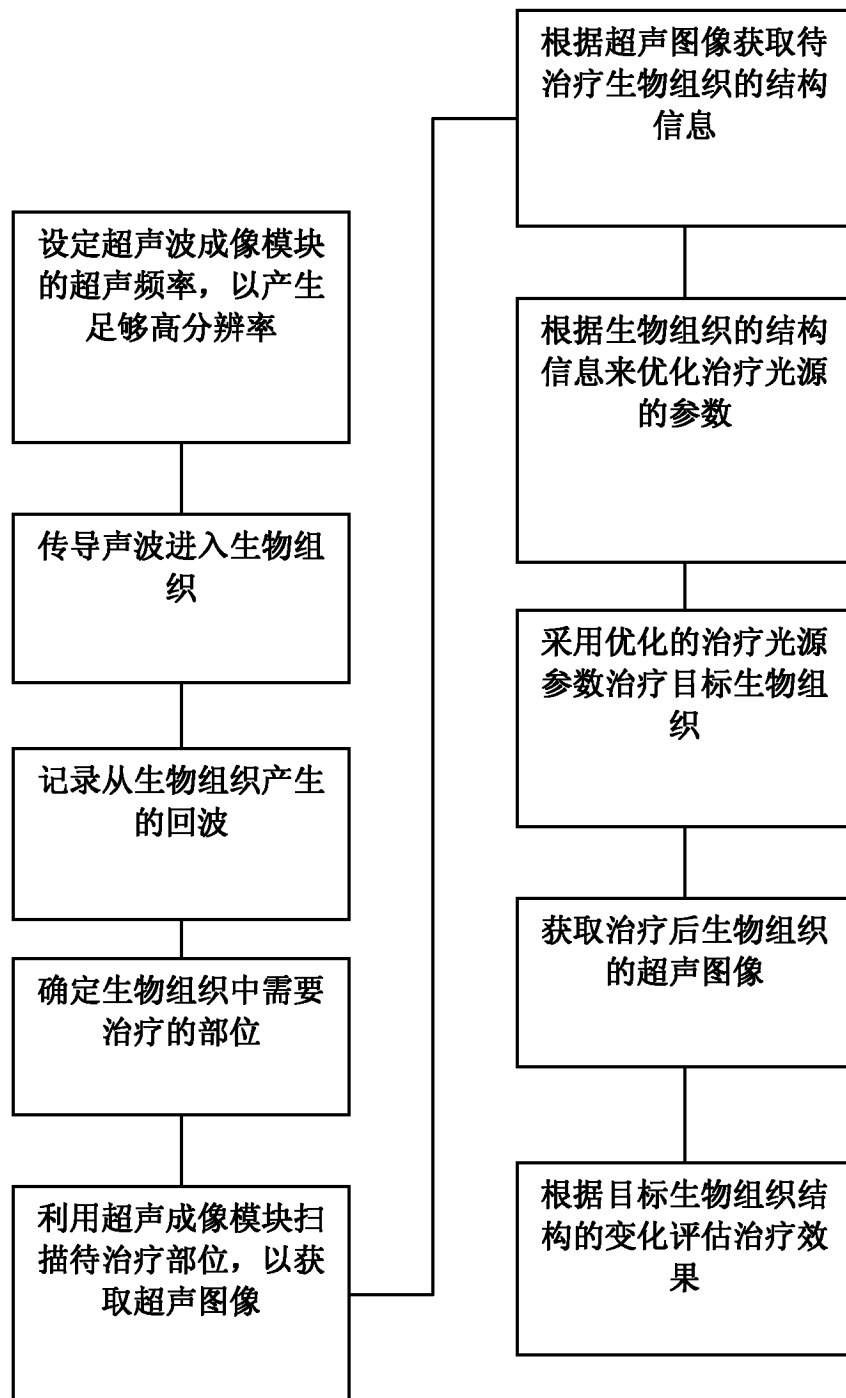 设定超声波成像模块
的超声频率，以产生
足够高分辨率
传导声波进入生物组
织
记录从生物组织产生
的回波
确定生物组织中需要
治疗的部位
利用超声成像模块扫
描待治疗部位，以获
取超声图像
根据超声图像获取待
治疗生物组织的结构
信息
根据生物组织的结构
信息来优化治疗光源
的参数
采用优化的治疗光源
参数治疗目标生物组
织
获取治疗后生物组织
的超声图像
根据目标生物组织结
构的变化评估治疗效
果